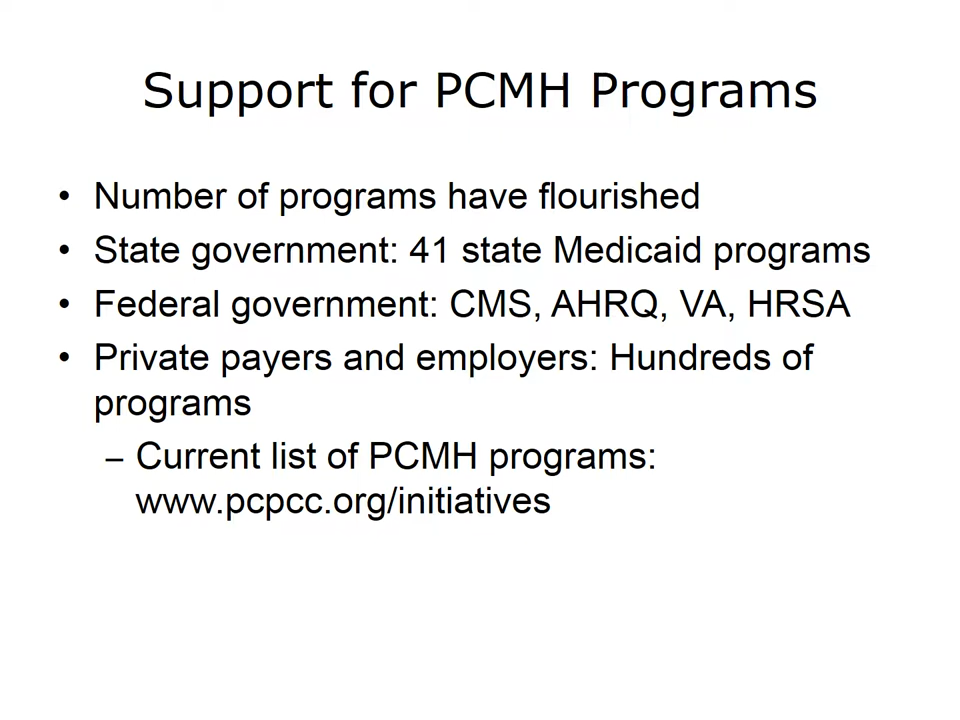 Support for PCMH Programs
• Number of programs have flourished
• State government: 41 state Medicaid programs
• Federal government: CMS, AHRQ, VA, HRSA
• Private payers and employers: Hundreds of
programs
– Current list of PCMH programs:
www.pcpcc.org/initiatives